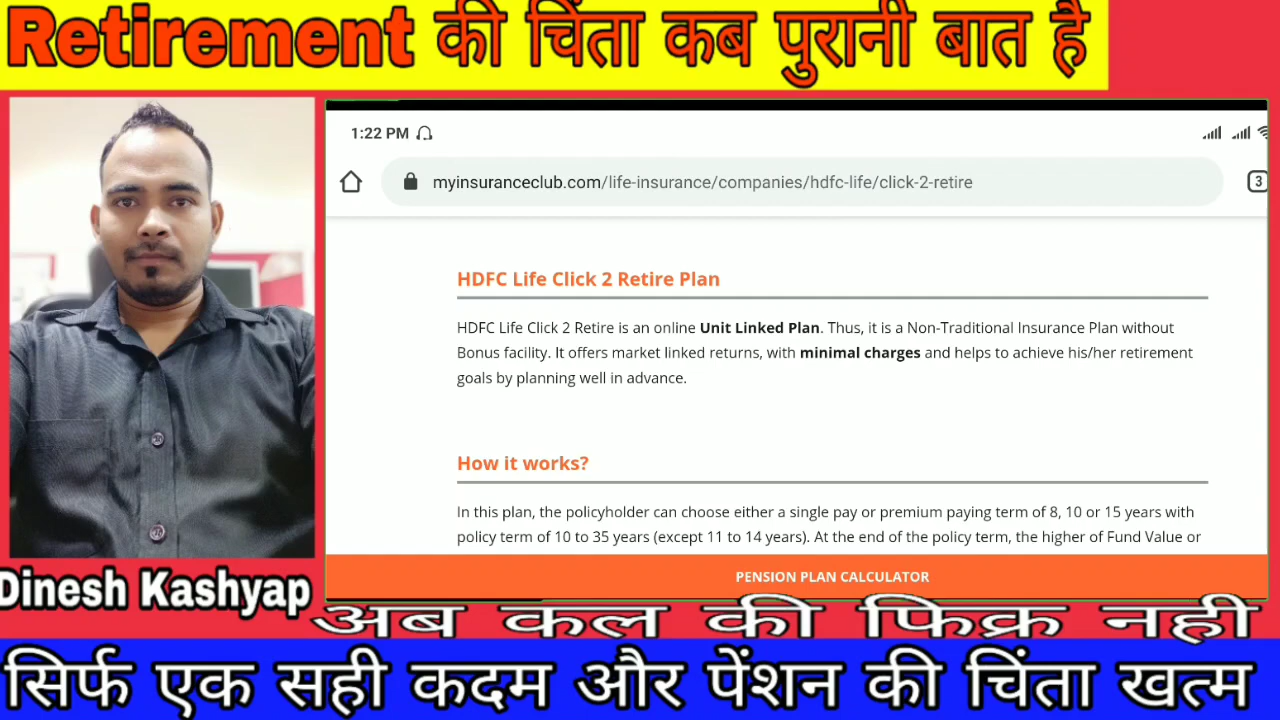 Retirement की चिंता कब पुरानी बात है
1:22 PM
myinsuranceclub.com/life-insurance/companies/hdfc-life/click-2-retire
3
HDFC Life Click 2 Retire Plan
HDFC Life Click 2 Retire is an online Unit Linked Plan. Thus, it is a Non-Traditional Insurance Plan without
Bonus facility. It offers market linked returns, with minimal charges and helps to achieve his/her retirement
goals by planning well in advance.
How it works?
In this plan, the policyholder can choose either a single pay or premium paying term of 8, 10 or 15 years with
policy term of 10 to 35 years (except 11 to 14 years). At the end of the policy term, the higher of Fund Value or
PENSION PLAN CALCULATOR
Dinesh Kashyap
अब कल की फिक्र नही
सिर्फ एक सही कदम और पेंशन की चिंता खत्म